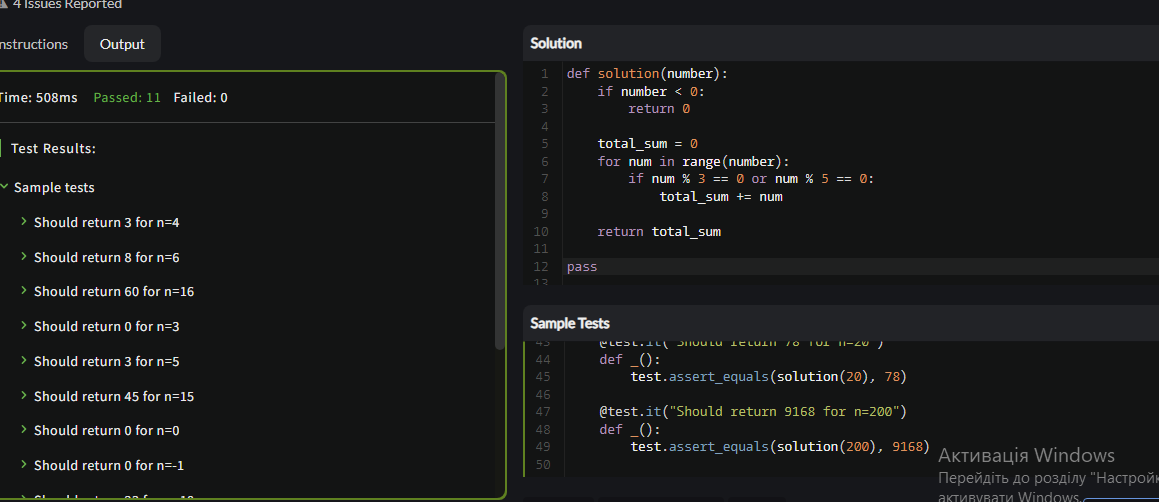 4 Issues Reported
nstructions
Output
Time: 508ms Passed: 11 Failed: 0
Test Results:
Sample tests
Should return 3 for n=4
Should return 8 for n=6
Should return 60 for n=16
Should return 0 for n=3
Should return 3 for n=5
Should return 45 for n=15
Should return 0 for n=0
Should return 0 for n=-1
Solution
1 def solution(number):
2 if number < 0:
3 return 0
4
5 total_sum = 0
6 for num in range(number):
7 if num % 3 == 0 or num % 5 == 0:
8 total_sum += num
9
10 return total_sum
11
12 pass
13
Sample Tests
43 @test.it("Should return 78 for n=20")
44 def _():
45 test.assert_equals(solution(20), 78)
46
47 @test.it("Should return 9168 for n=200")
48 def _():
49 test.assert_equals(solution(200), 9168)
50
Активація Windows
Перейдіть до розділу "Настройк
активувати Windows.